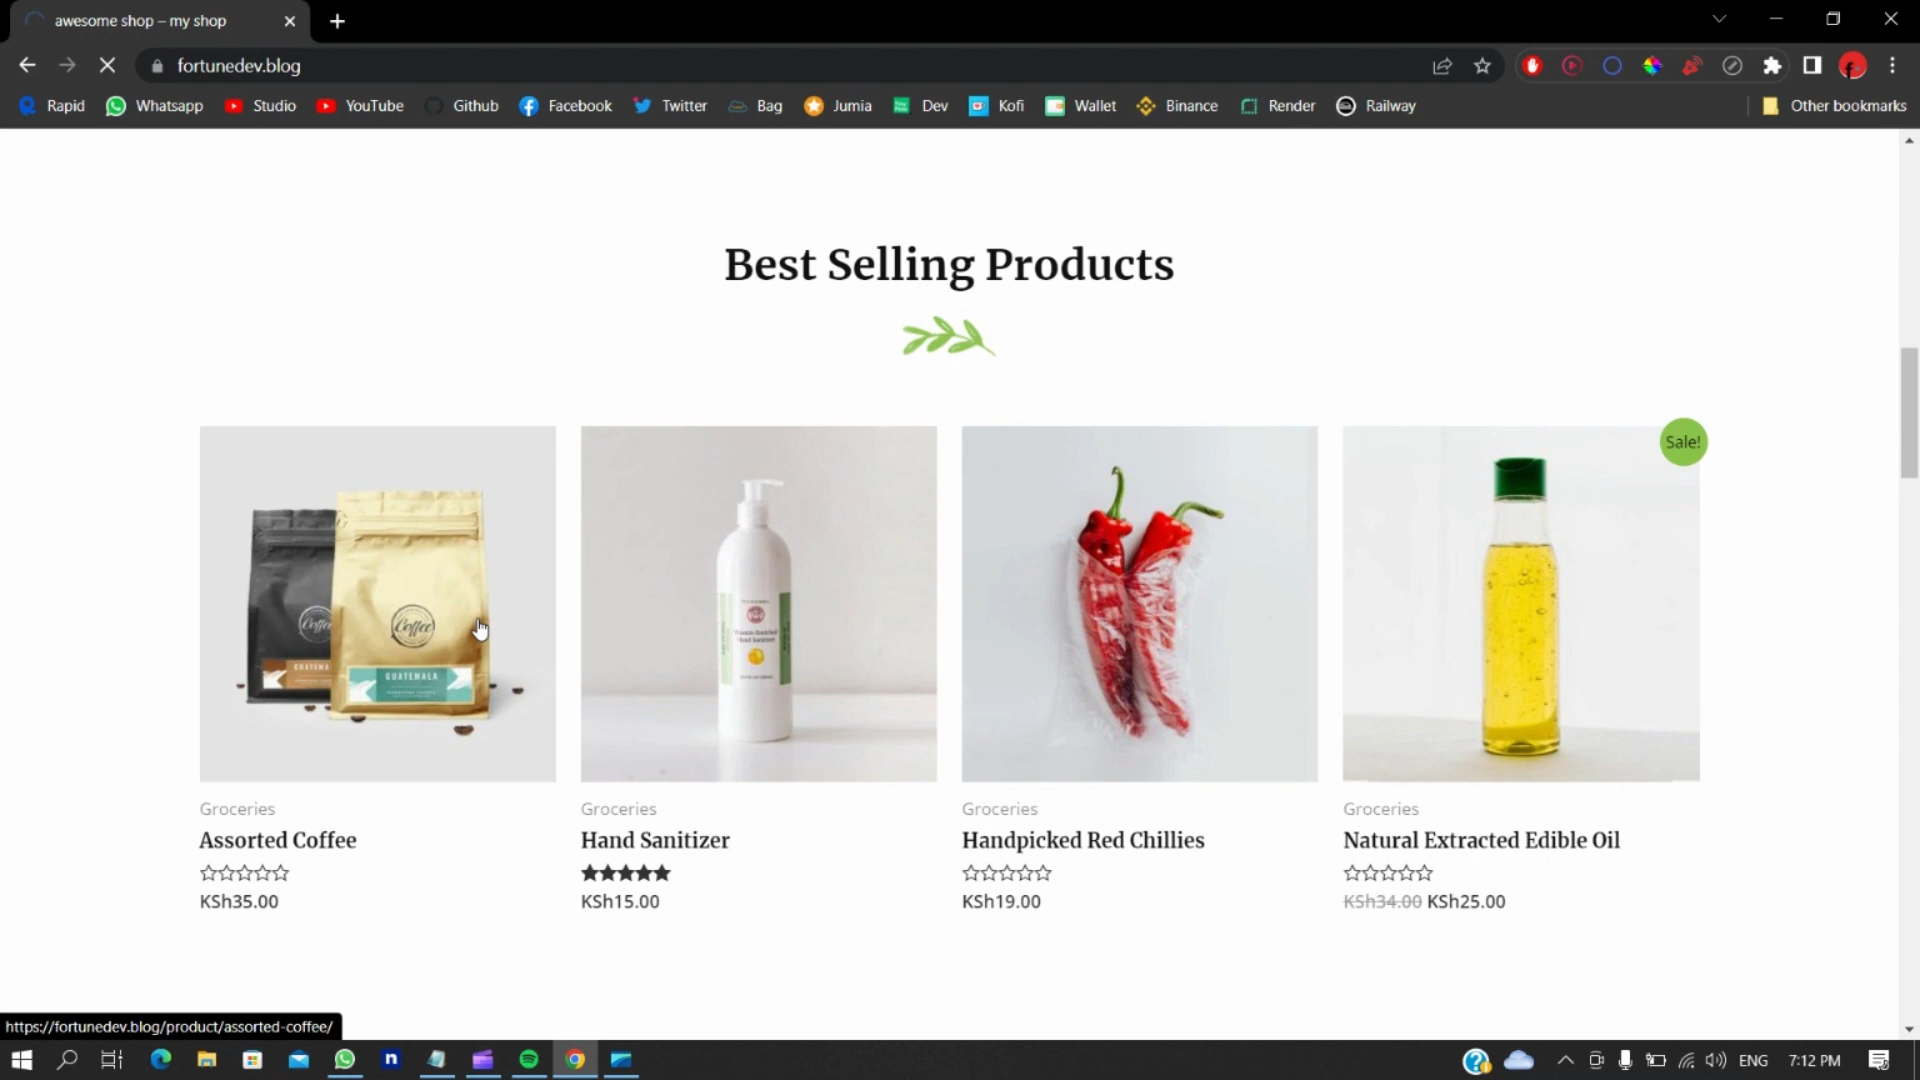 awesome shop – my shop
fortunedev.blog
Rapid Whatsapp Studio YouTube Github Facebook Twitter Bag Jumia Dev Kofi Wallet Binance Render Railway Other bookmarks
Best Selling Products
Sale!
Coffee
Coffee
GUATEMALA
Groceries
Assorted Coffee
KSh35.00
Groceries
Hand Sanitizer
KSh15.00
Groceries
Handpicked Red Chillies
KSh19.00
Groceries
Natural Extracted Edible Oil
KSh34.00 KSh25.00
https://fortunedev.blog/product/assorted-coffee/
ENG
7:12 PM